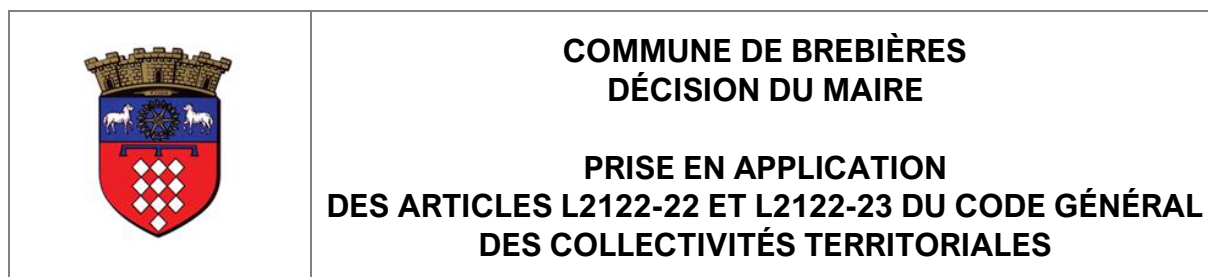 COMMUNE DE BREBIÈRES
DÉCISION DU MAIRE
PRISE EN APPLICATION
DES ARTICLES L2122-22 ET L2122-23 DU CODE GÉNÉRAL
DES COLLECTIVITÉS TERRITORIALES